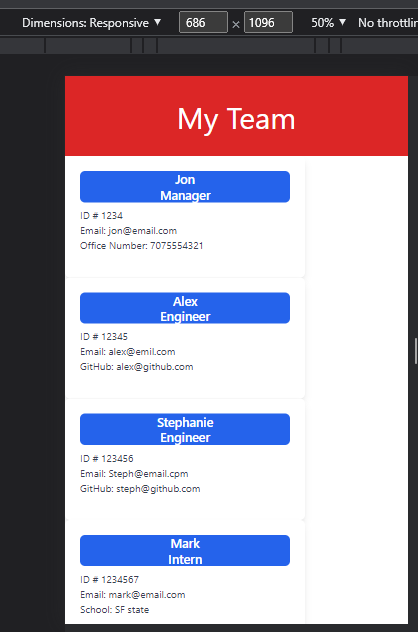 Dimensions: Responsive 686 × 1096 50% No throttlin
My Team
Jon
Manager
ID # 1234
Email: jon@email.com
Office Number: 7075554321
Alex
Engineer
ID # 12345
Email: alex@emil.com
GitHub: alex@github.com
Stephanie
Engineer
ID # 123456
Email: Steph@email.cpm
GitHub: steph@github.com
Mark
Intern
ID # 1234567
Email: mark@email.com
School: SF state